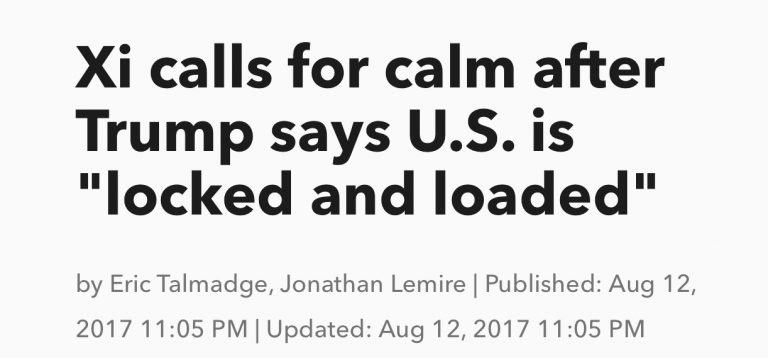 Xi calls for calm after
Trump says U.S. is
"locked and loaded"
by Eric Talmadge, Jonathan Lemire | Published: Aug 12,
2017 11:05 PM | Updated: Aug 12, 2017 11:05 PM